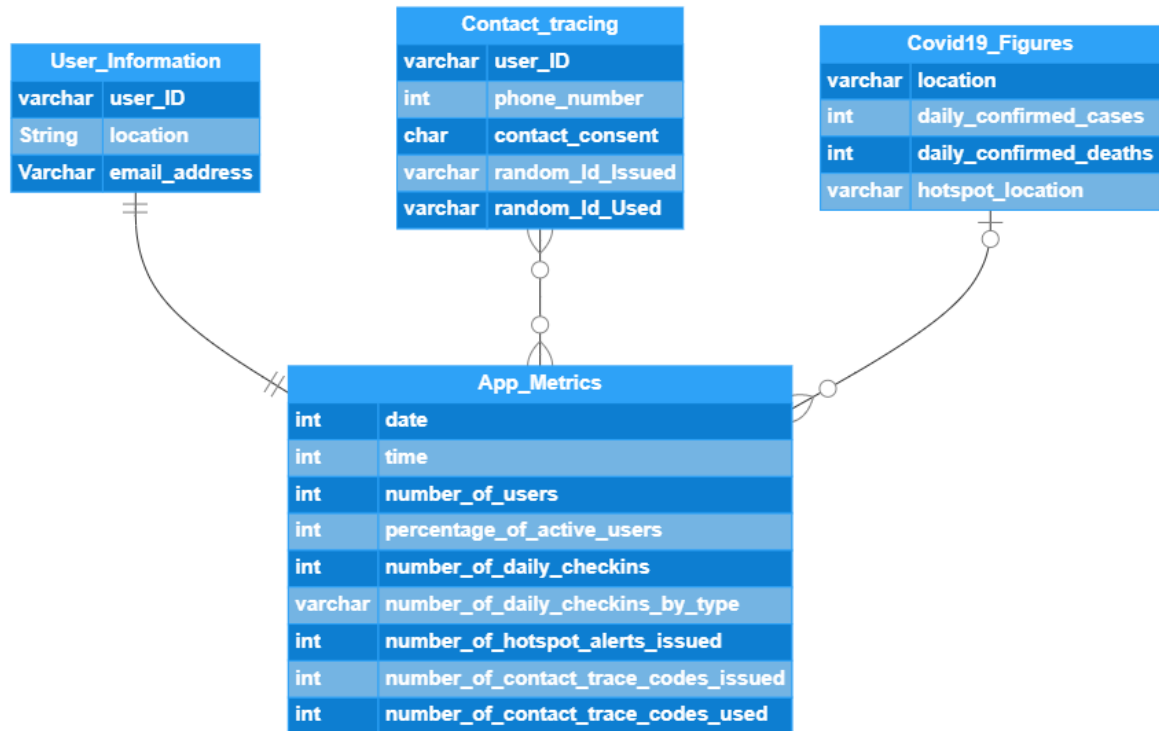 User_Information
varchar user_ID
String location
Varchar email_address
Contact_tracing
varchar user_ID
int phone_number
char contact_consent
varchar random_Id_Issued
varchar random_Id_Used
Covid19_Figures
varchar location
int daily_confirmed_cases
int daily_confirmed_deaths
varchar hotspot_location
App_Metrics
int date
int time
int number_of_users
int percentage_of_active_users
int number_of_daily_checkins
varchar number_of_daily_checkins_by_type
int number_of_hotspot_alerts_issued
int number_of_contact_trace_codes_issued
int number_of_contact_trace_codes_used